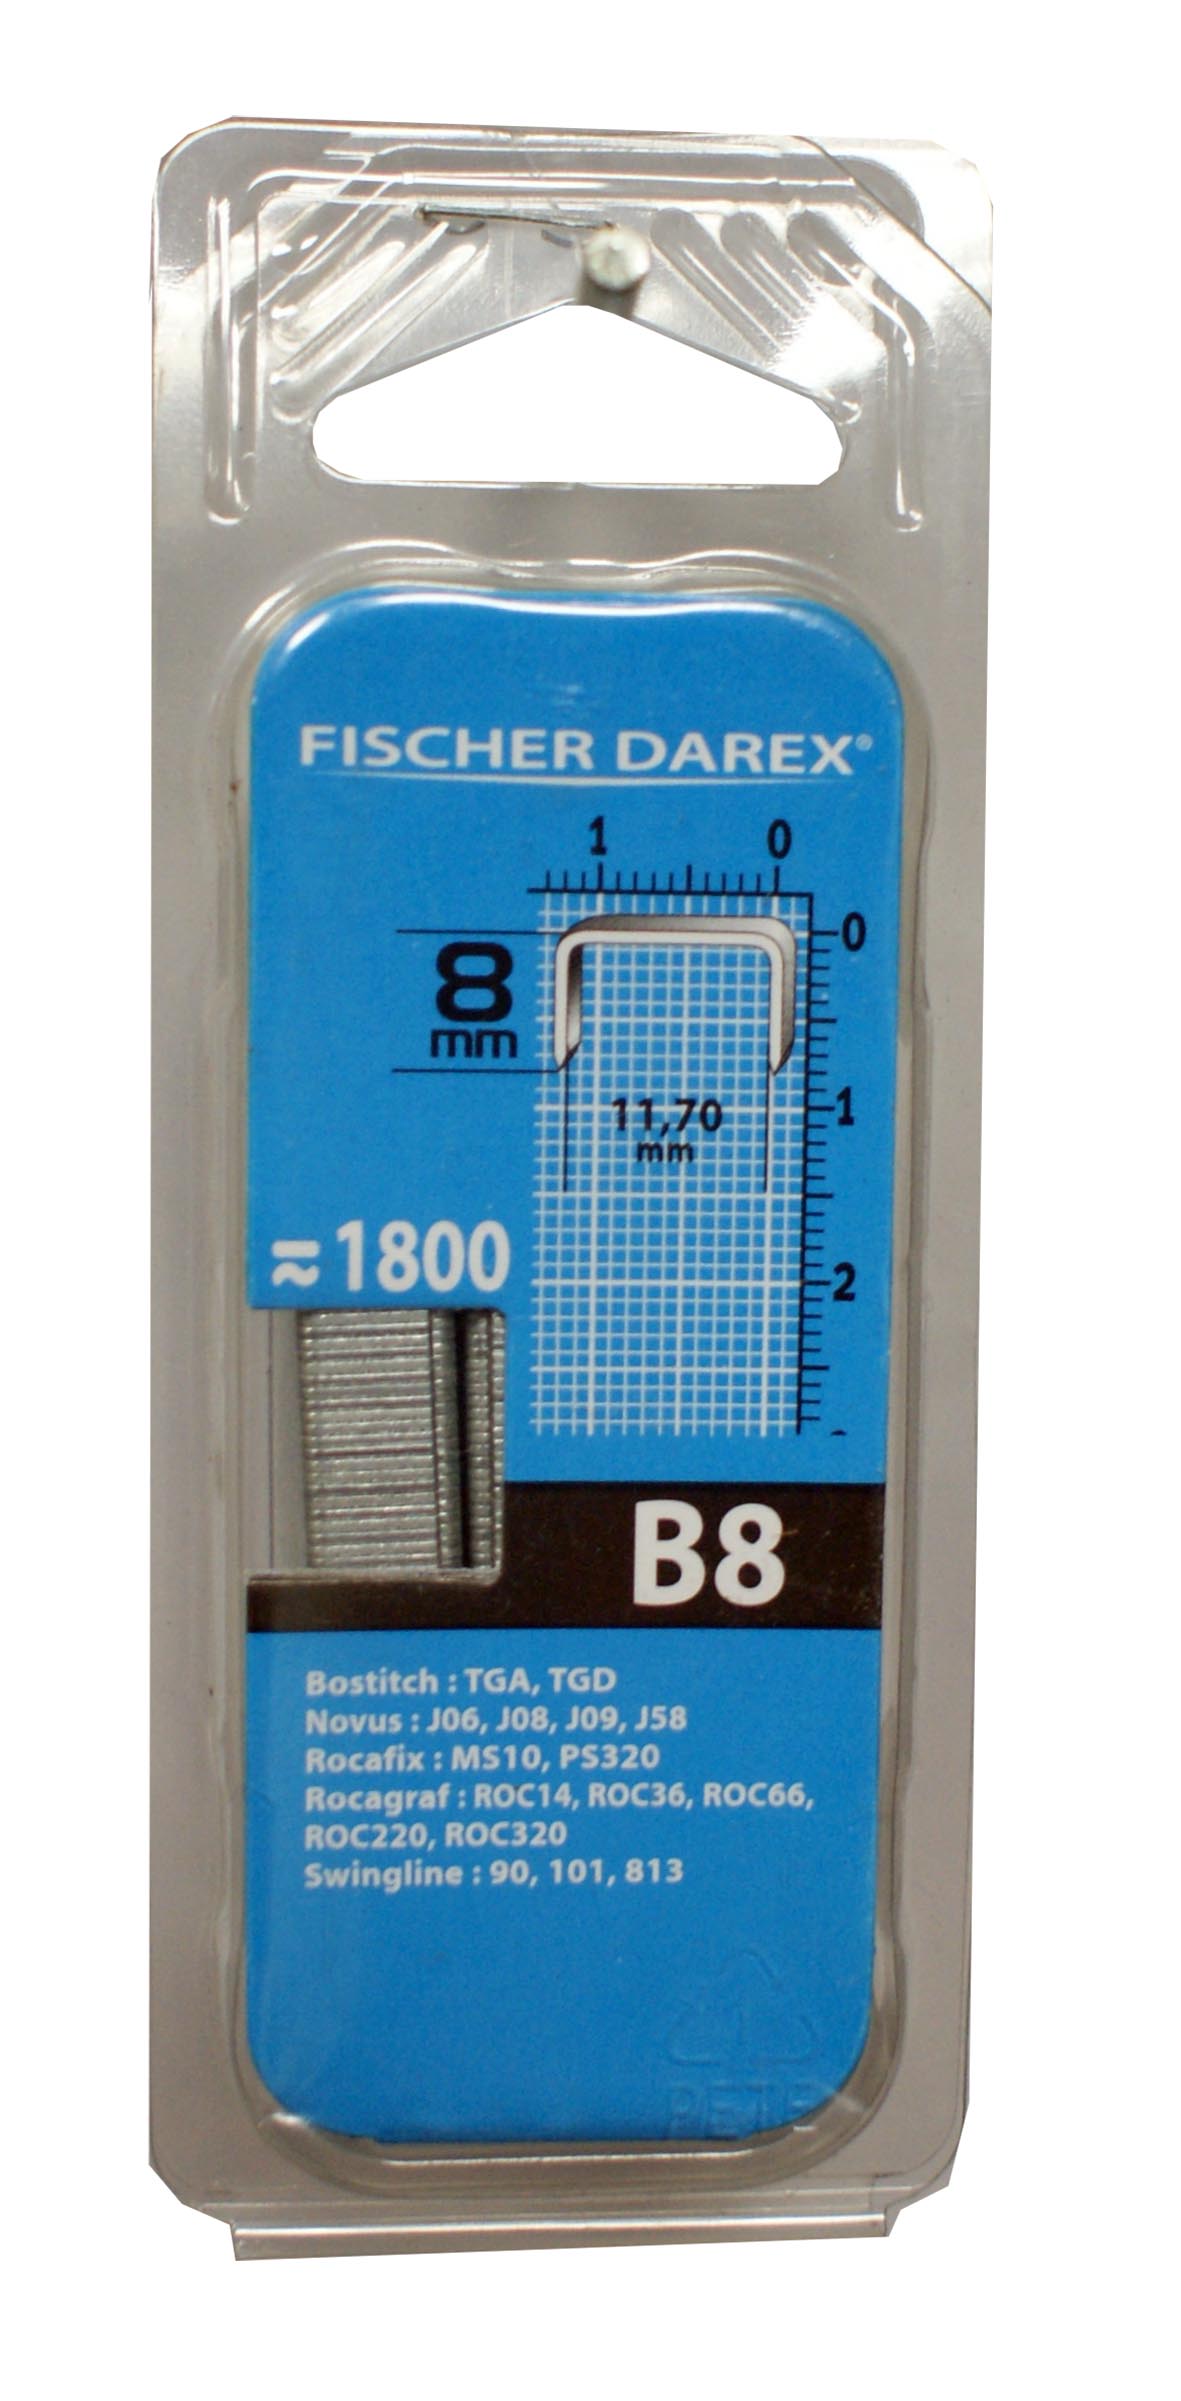 FISCHER DAREX®
1 0
0
8
mm
1
11,70
mm
≈1800
2
B8
Bostitch : TGA, TGD
Novus : J06, J08, J09, J58
Rocafix : MS10, PS320
Rocagraf : ROC14, ROC36, ROC66,
ROC220, ROC320
Swingline : 90, 101, 813
PETE